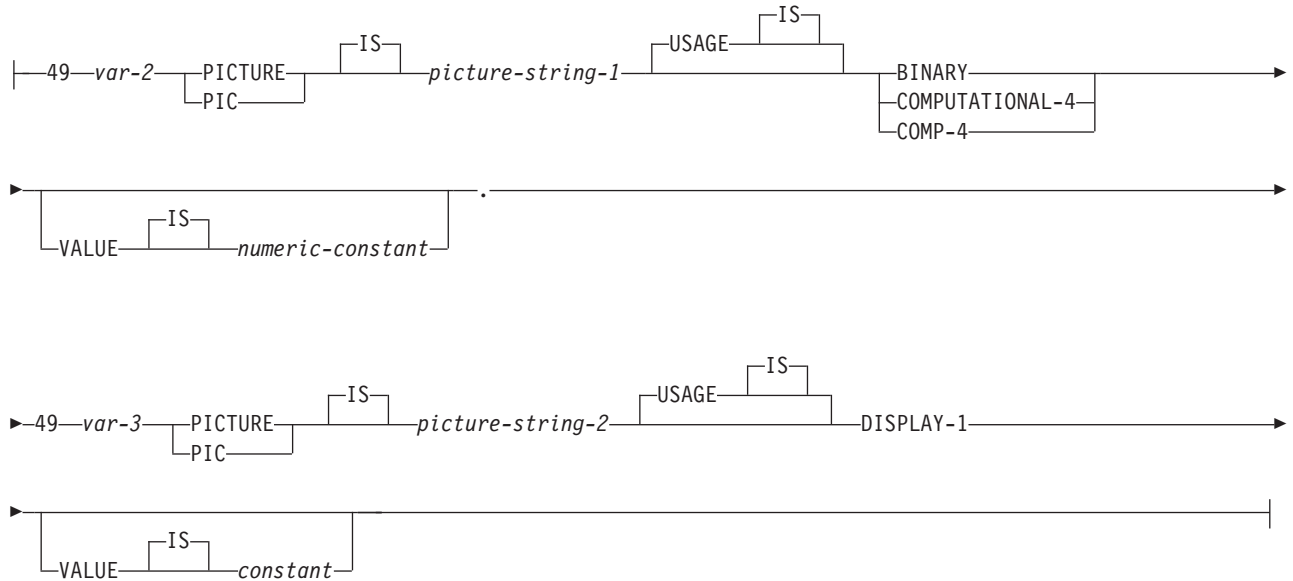 IS IS
USAGE
49 var-2 PICTURE picture-string-1 BINARY
PIC COMPUTATIONAL-4
COMP-4
.
IS
VALUE numeric-constant
IS IS
USAGE
49 var-3 PICTURE picture-string-2 DISPLAY-1
PIC
IS
VALUE constant